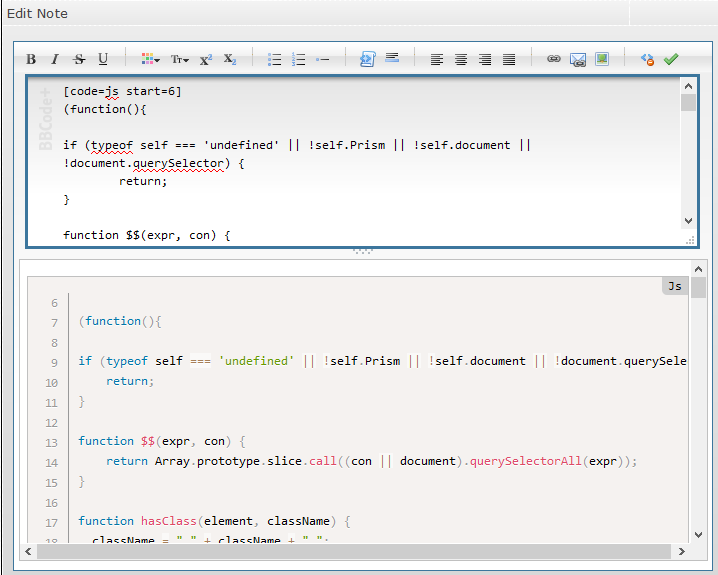 Edit Note
B I S U Tт x² x₂
BBCode+
[code=js start=6]
(function(){
if (typeof self === 'undefined' || !self.Prism || !self.document ||
!document.querySelector) {
return;
}
function $$(expr, con) {
Js
6
7 (function(){
8
9 if (typeof self === 'undefined' || !self.Prism || !self.document || !document.querySele
10 return;
11 }
12
13 function $$(expr, con) {
14 return Array.prototype.slice.call((con || document).querySelectorAll(expr));
15 }
16
17 function hasClass(element, className) {
18 className = " " + className + " ";